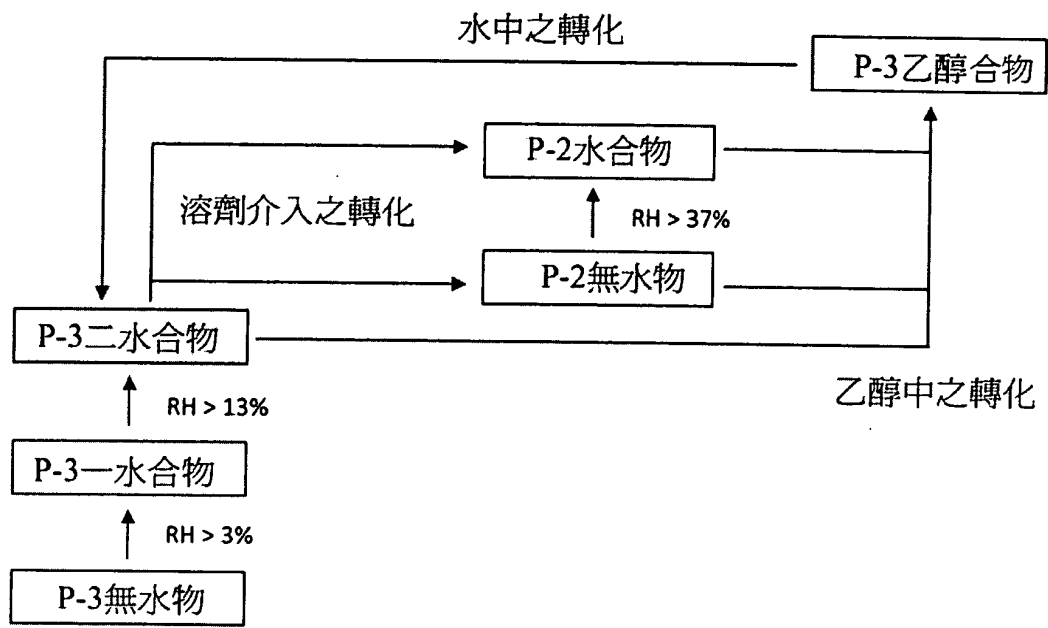 水中之轉化
P-3乙醇合物
P-2水合物
溶劑介入之轉化
RH > 37%
P-2無水物
P-3二水合物
乙醇中之轉化
RH > 13%
P-3一水合物
RH > 3%
P-3無水物